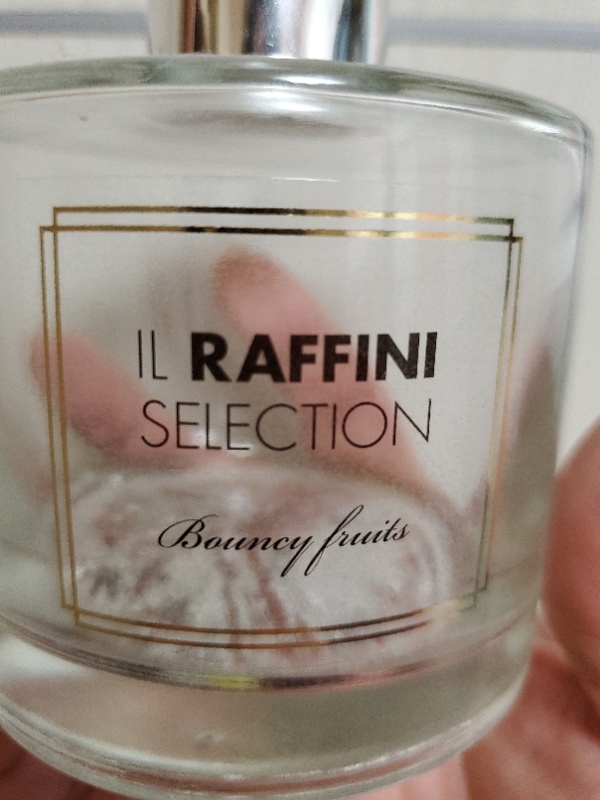 IL RAFFINI
SELECTION
Bouncy fruits